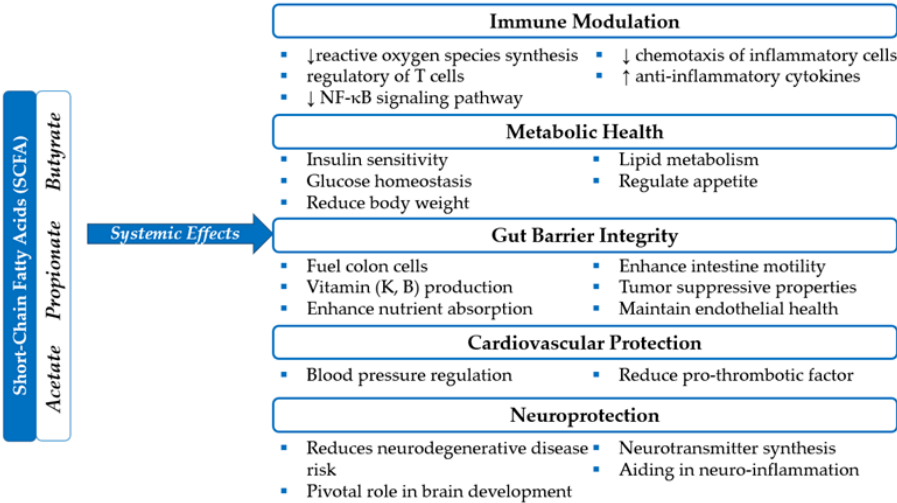 Short-Chain Fatty Acids (SCFA)
Acetate Propionate Butyrate
Systemic Effects
Immune Modulation
▪ ↓reactive oxygen species synthesis
▪ regulatory of T cells
▪ ↓ NF-κB signaling pathway
▪ ↓ chemotaxis of inflammatory cells
▪ ↑ anti-inflammatory cytokines
Metabolic Health
▪ Insulin sensitivity
▪ Glucose homeostasis
▪ Reduce body weight
▪ Lipid metabolism
▪ Regulate appetite
Gut Barrier Integrity
▪ Fuel colon cells
▪ Vitamin (K, B) production
▪ Enhance nutrient absorption
▪ Enhance intestine motility
▪ Tumor suppressive properties
▪ Maintain endothelial health
Cardiovascular Protection
▪ Blood pressure regulation
▪ Reduce pro-thrombotic factor
Neuroprotection
▪ Reduces neurodegenerative disease
risk
▪ Pivotal role in brain development
▪ Neurotransmitter synthesis
▪ Aiding in neuro-inflammation